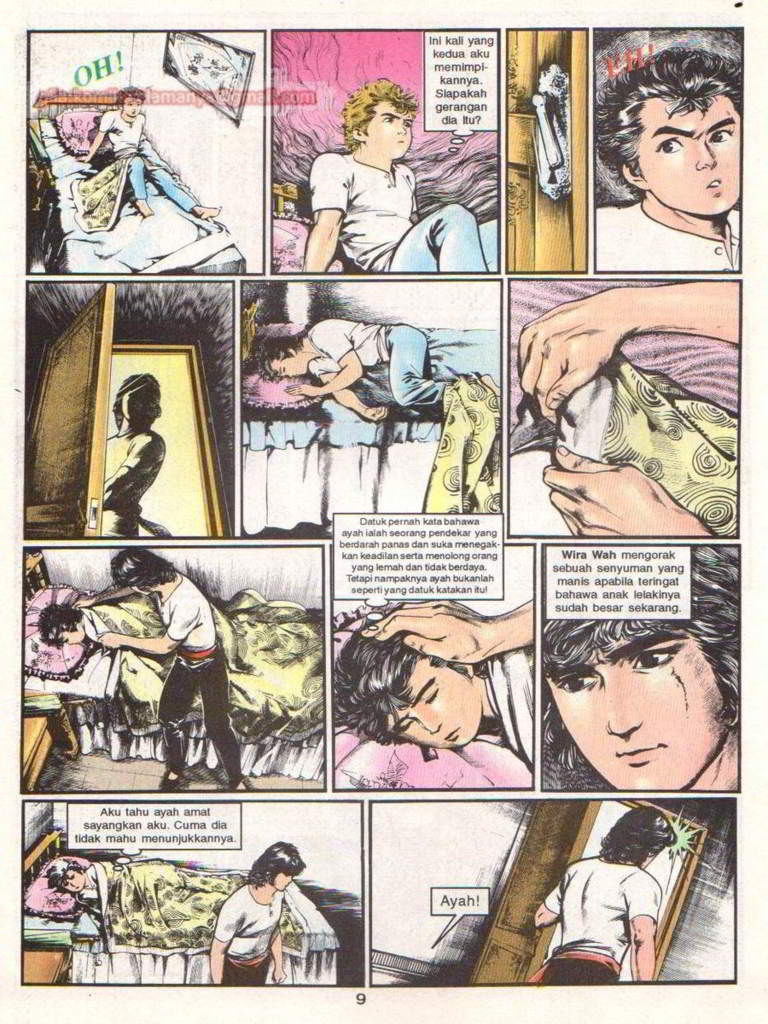 OH!
Ini kali yang
kedua aku
memimpi-
kannya.
Siapakah
gerangan
dia itu?
EH!
Datuk pernah kata bahawa
ayah ialah seorang pendekar yang
berdarah panas dan suka menegak-
kan keadilan serta menolong orang
yang lemah dan tidak berdaya.
Tetapi nampaknya ayah bukanlah
seperti yang datuk katakan itu!
Wira Wah mengorak
sebuah senyuman yang
manis apabila teringat
bahawa anak lelakinya
sudah besar sekarang.
Aku tahu ayah amat
sayangkan aku. Cuma dia
tidak mahu menunjukkannya.
Ayah!
9